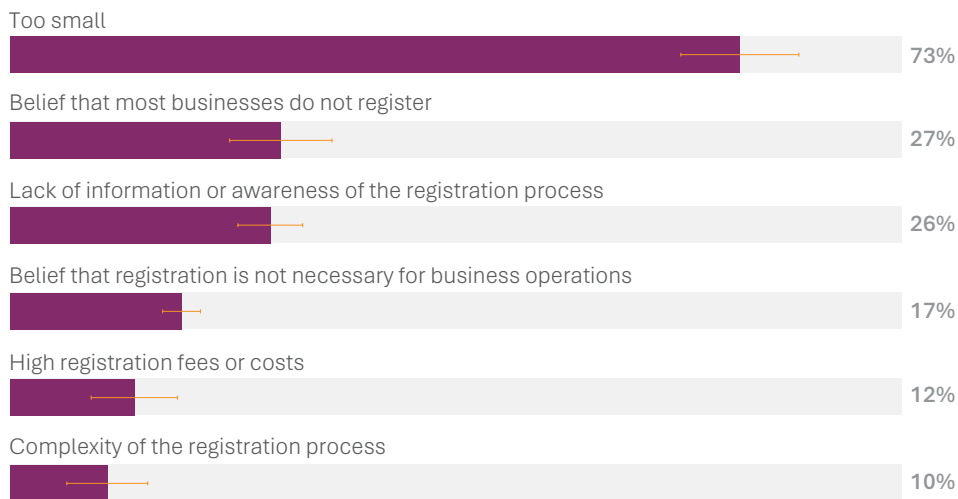 Too small
73%
Belief that most businesses do not register
27%
Lack of information or awareness of the registration process
26%
Belief that registration is not necessary for business operations
17%
High registration fees or costs
12%
Complexity of the registration process
10%